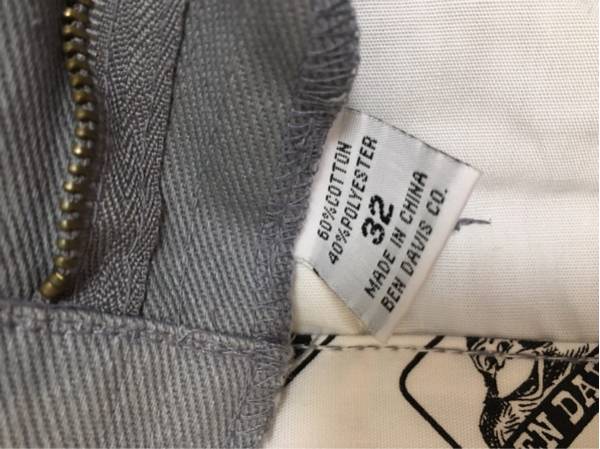 60%COTTON
40%POLYESTER
32
MADE IN CHINA
BEN DAVIS CO.